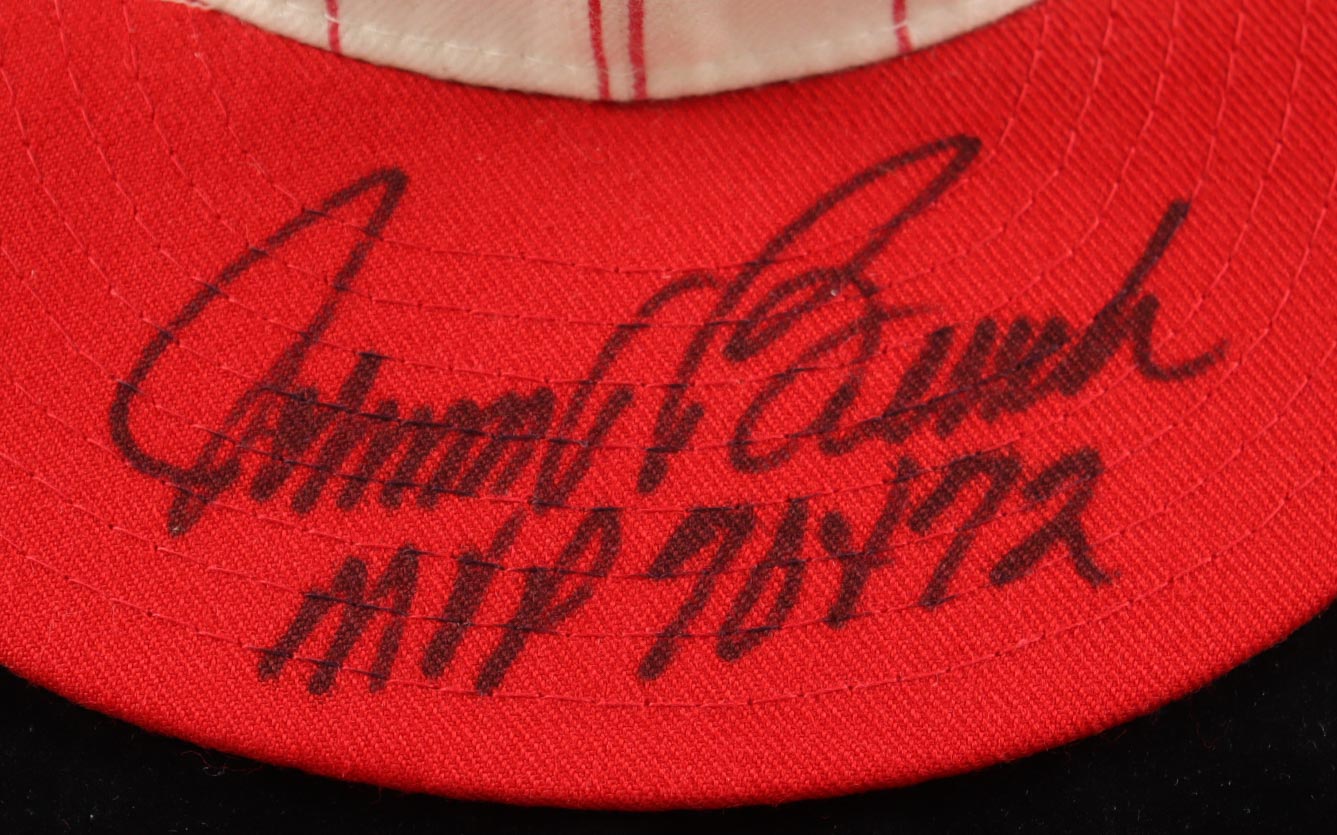 Johnny Bench
MVP 70 + 72